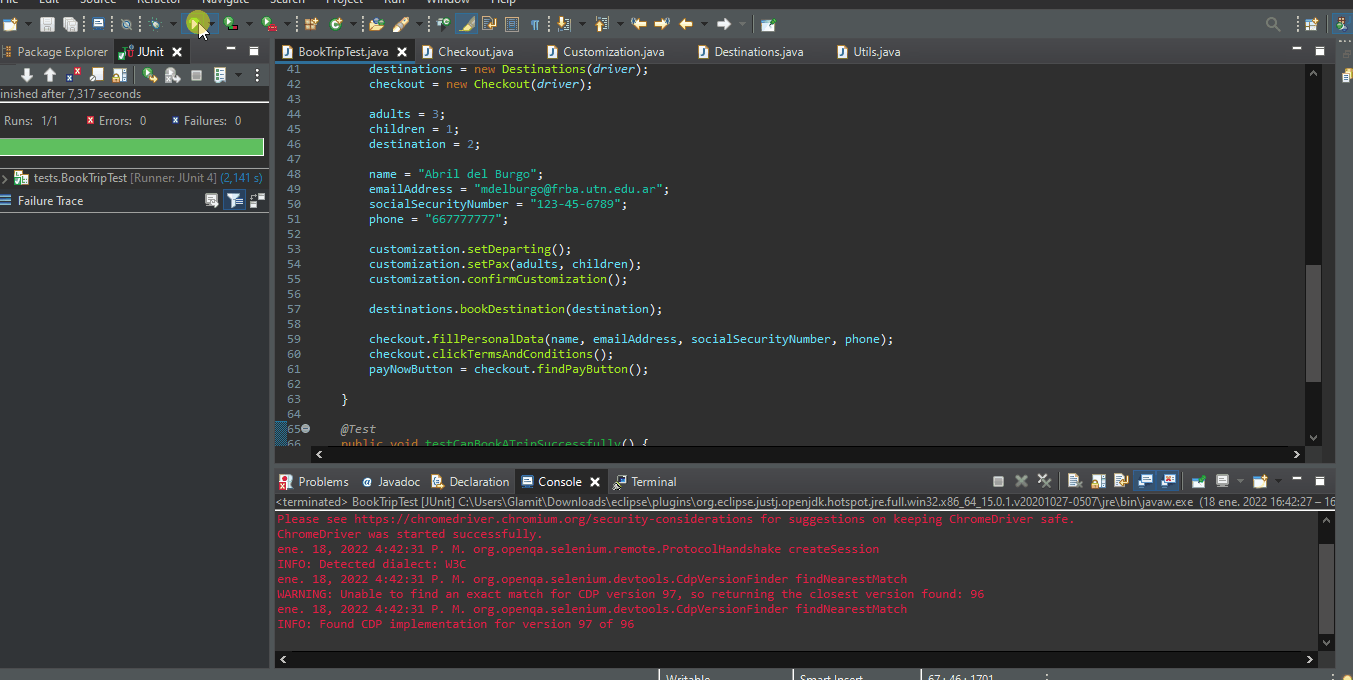 File Edit Source Refactor Navigate Search Project Run Window Help
Package Explorer JUnit
inished after 7,317 seconds
Runs: 1/1 Errors: 0 Failures: 0
tests.BookTripTest [Runner: JUnit 4] (2,141 s)
Failure Trace
BookTripTest.java Checkout.java Customization.java Destinations.java Utils.java
41 destinations = new Destinations(driver);
42 checkout = new Checkout(driver);
43
44 adults = 3;
45 children = 1;
46 destination = 2;
47
48 name = "Abril del Burgo";
49 emailAddress = "mdelburgo@frba.utn.edu.ar";
50 socialSecurityNumber = "123-45-6789";
51 phone = "667777777";
52
53 customization.setDeparting();
54 customization.setPax(adults, children);
55 customization.confirmCustomization();
56
57 destinations.bookDestination(destination);
58
59 checkout.fillPersonalData(name, emailAddress, socialSecurityNumber, phone);
60 checkout.clickTermsAndConditions();
61 payNowButton = checkout.findPayButton();
62
63 }
64
65 @Test
66 public void testCanBookATripSuccessfully() {
Problems Javadoc Declaration Console Terminal
<terminated> BookTripTest [JUnit] C:\Users\Glamit\Downloads\eclipse\plugins\org.eclipse.justj.openjdk.hotspot.jre.full.win32.x86_64_15.0.1.v20201027-0507\jre\bin\javaw.exe (18 ene. 2022 16:42:27 – 16
Please see https://chromedriver.chromium.org/security-considerations for suggestions on keeping ChromeDriver safe.
ChromeDriver was started successfully.
ene. 18, 2022 4:42:31 P. M. org.openqa.selenium.remote.ProtocolHandshake createSession
INFO: Detected dialect: W3C
ene. 18, 2022 4:42:31 P. M. org.openqa.selenium.devtools.CdpVersionFinder findNearestMatch
WARNING: Unable to find an exact match for CDP version 97, so returning the closest version found: 96
ene. 18, 2022 4:42:31 P. M. org.openqa.selenium.devtools.CdpVersionFinder findNearestMatch
INFO: Found CDP implementation for version 97 of 96
Writable Smart Insert 67 : 46 : 1701